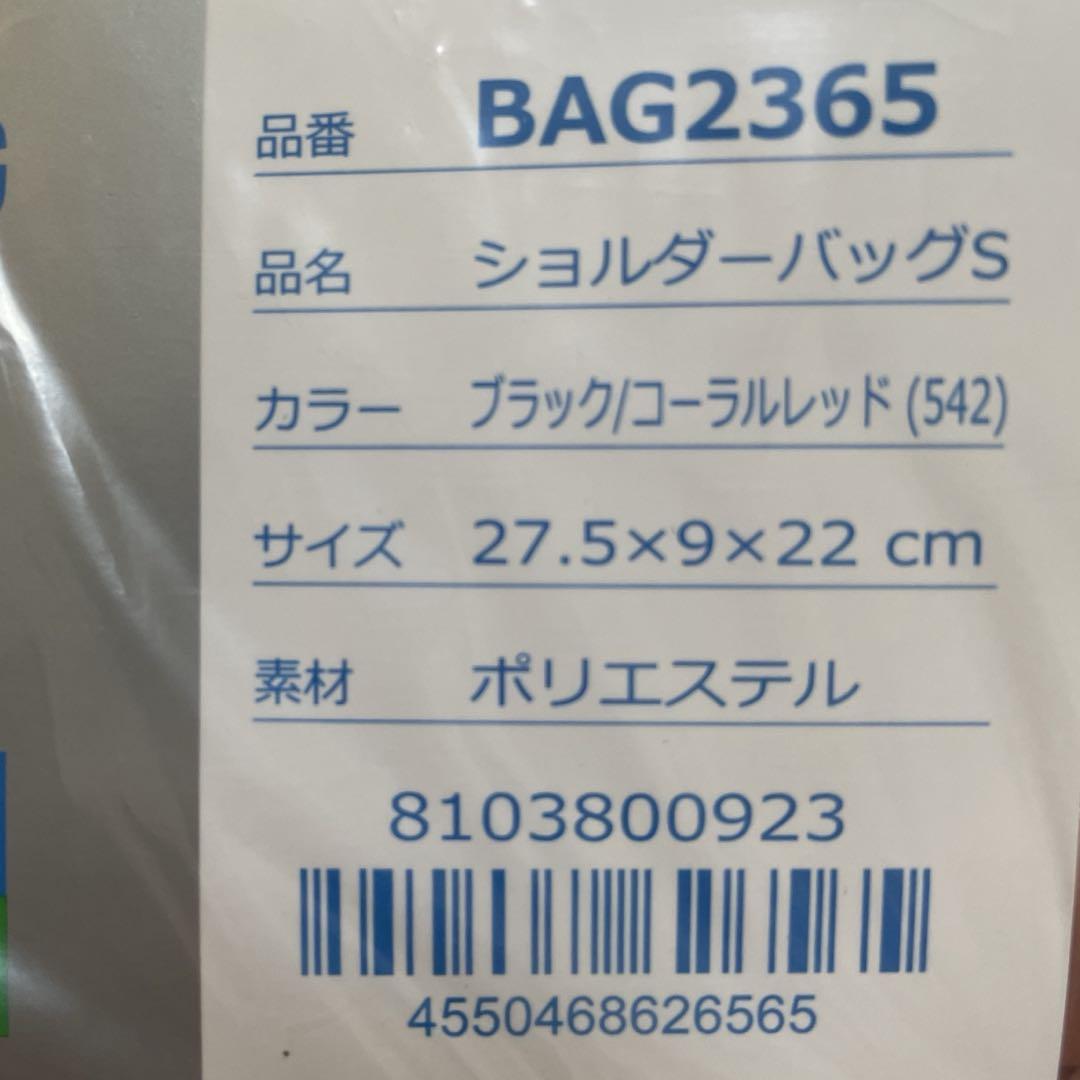 品番 BAG2365
品名 ショルダーバッグS
カラー ブラック/コーラルレッド (542)
サイズ 27.5×9×22 cm
素材 ポリエステル
8103800923
4550468626565